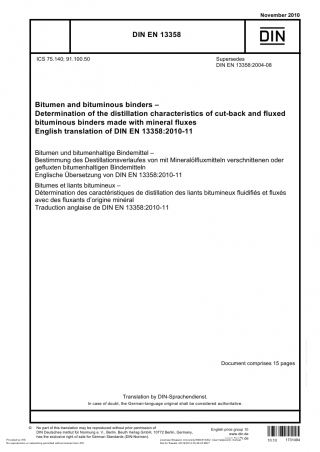 November 2010
DIN EN 13358
DIN
ICS 75.140; 91.100.50
Supersedes
DIN EN 13358:2004-08
Bitumen and bituminous binders –
Determination of the distillation characteristics of cut-back and fluxed
bituminous binders made with mineral fluxes
English translation of DIN EN 13358:2010-11
Bitumen und bitumenhaltige Bindemittel –
Bestimmung des Destillationsverlaufes von mit Mineralölfluxmitteln verschnittenen oder
gefluxten bitumenhaltigen Bindemitteln
Englische Übersetzung von DIN EN 13358:2010-11
Bitumes et liants bitumineux –
Détermination des caractéristiques de distillation des liants bitumineux fluidifiés et fluxés
avec des fluxants d'origine minéral
Traduction anglaise de DIN EN 13358:2010-11
Document comprises 15 pages
Translation by DIN-Sprachendienst.
In case of doubt, the German-language original shall be considered authoritative.
© No part of this translation may be reproduced without prior permission of
DIN Deutsches Institut für Normung e. V., Berlin. Beuth Verlag GmbH, 10772 Berlin, Germany,
has the exclusive right of sale for German Standards (DIN-Normen).
English price group 10
www.din.de